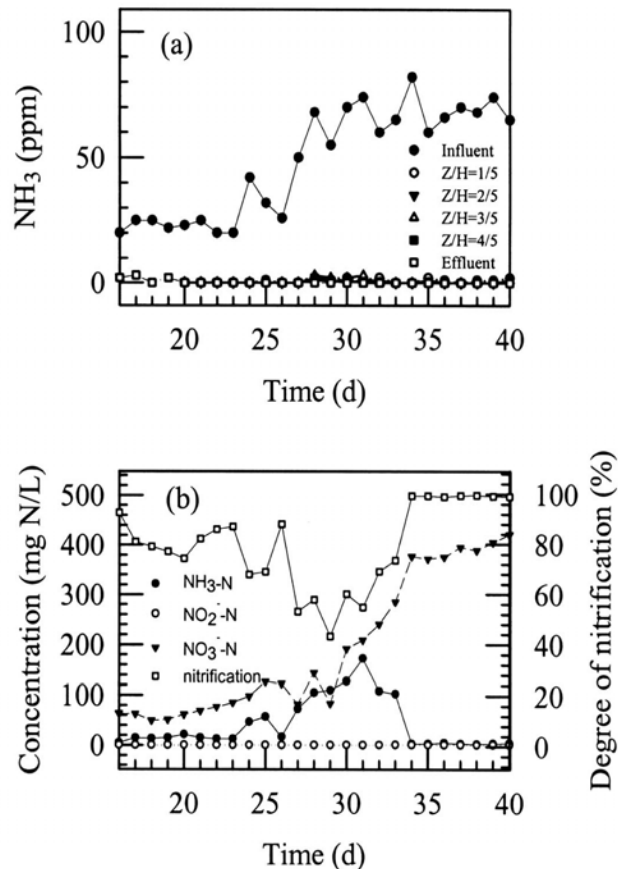 (a)
NH3 (ppm)
100
50
0
Influent
Z/H=1/5
Z/H=2/5
Z/H=3/5
Z/H=4/5
Effluent
20 25 30 35 40
Time (d)
(b)
Concentration (mg N/L)
500
400
300
200
100
0
NH3-N
NO2-N
NO3-N
nitrification
100
80
60
40
20
0
Degree of nitrification (%)
20 25 30 35 40
Time (d)